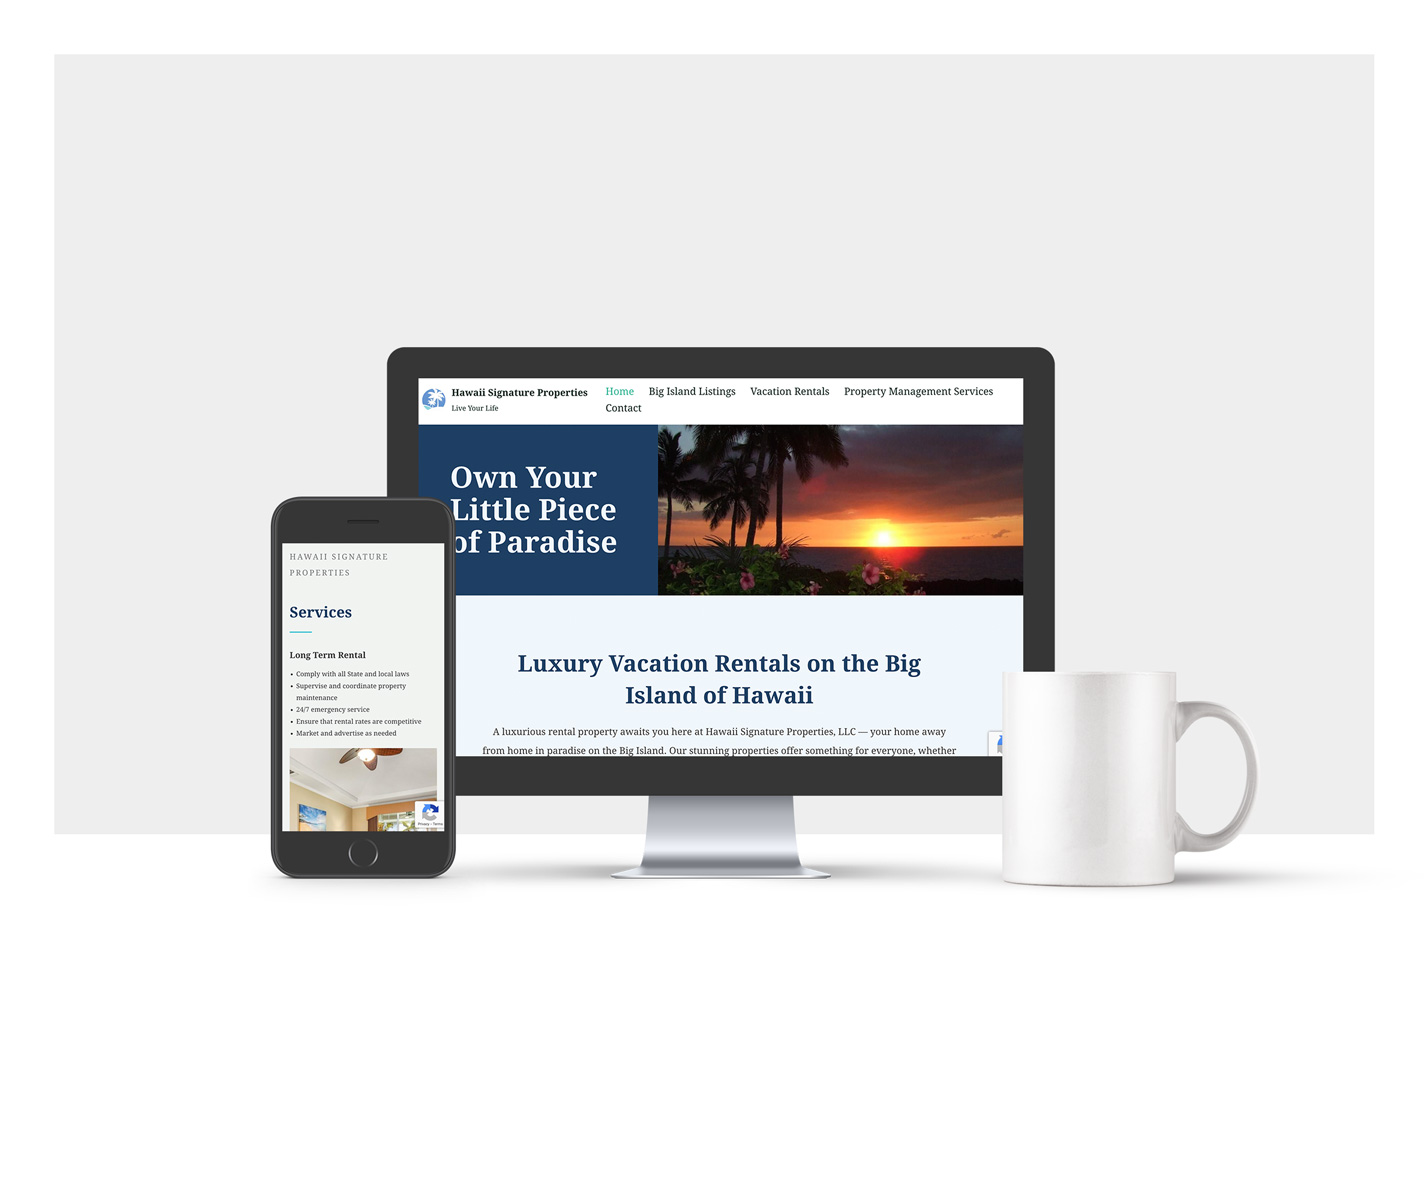 Hawaii Signature Properties
Live Your Life
Home Big Island Listings Vacation Rentals Property Management Services
Contact
Own Your
Little Piece
of Paradise
Luxury Vacation Rentals on the Big
Island of Hawaii
A luxurious rental property awaits you here at Hawaii Signature Properties, LLC — your home away
from home in paradise on the Big Island. Our stunning properties offer something for everyone, whether
HAWAII SIGNATURE
PROPERTIES
Services
Long Term Rental
• Comply with all State and local laws
• Supervise and coordinate property
maintenance
• 24/7 emergency service
• Ensure that rental rates are competitive
• Market and advertise as needed
Privacy - Terms